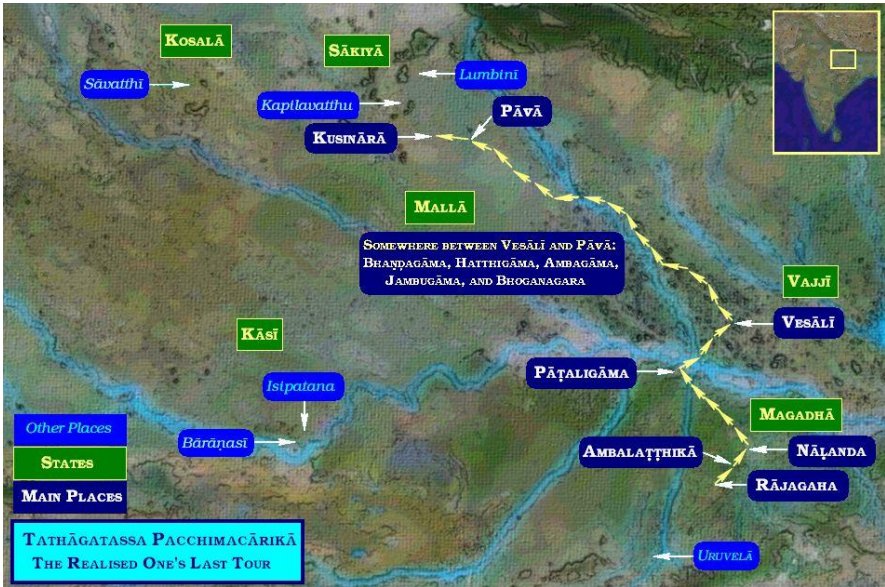 Kosalā
Sākiyā
Sāvatthī
Lumbinī
Kapilavatthu
Pāvā
Kusinārā
Mallā
Somewhere between Vesālī and Pāvā:
Bhaṇḍagāma, Hatthigāma, Ambagāma,
Jambugāma, and Bhoganagara
Vajjī
Vesālī
Kāsī
Pāṭaligāma
Isipatana
Magadhā
Other Places
Bārāṇasī
Ambalaṭṭhikā
Nāḷanda
States
Rājagaha
Main Places
Tathāgatassa Pacchimacārikā
The Realised One's Last Tour
Uruvelā